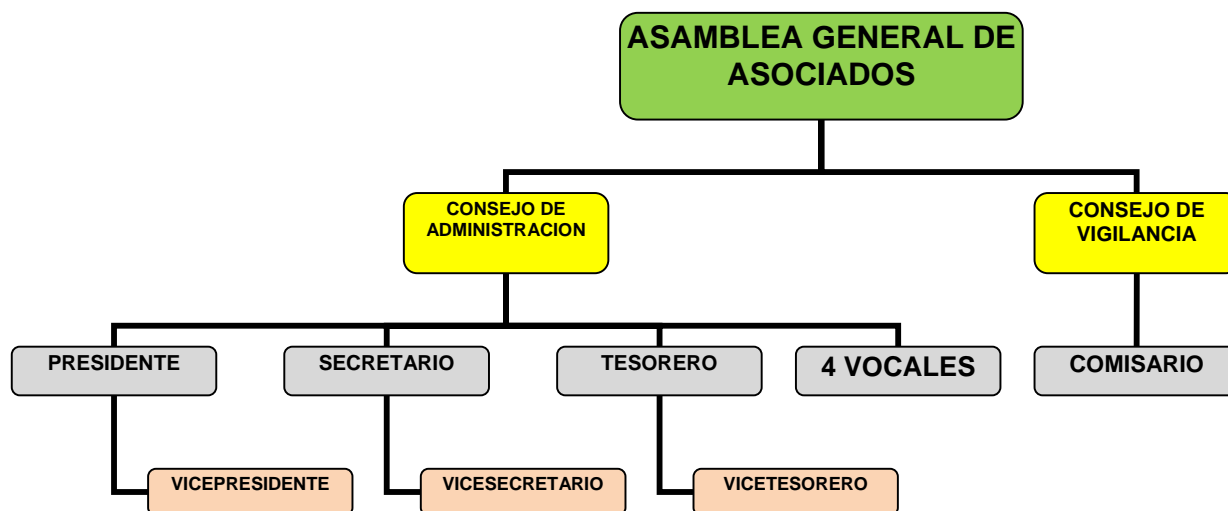 ASAMBLEA GENERAL DE
ASOCIADOS
CONSEJO DE
ADMINISTRACION
CONSEJO DE
VIGILANCIA
PRESIDENTE
SECRETARIO
TESORERO
4 VOCALES
COMISARIO
VICEPRESIDENTE
VICESECRETARIO
VICETESORERO